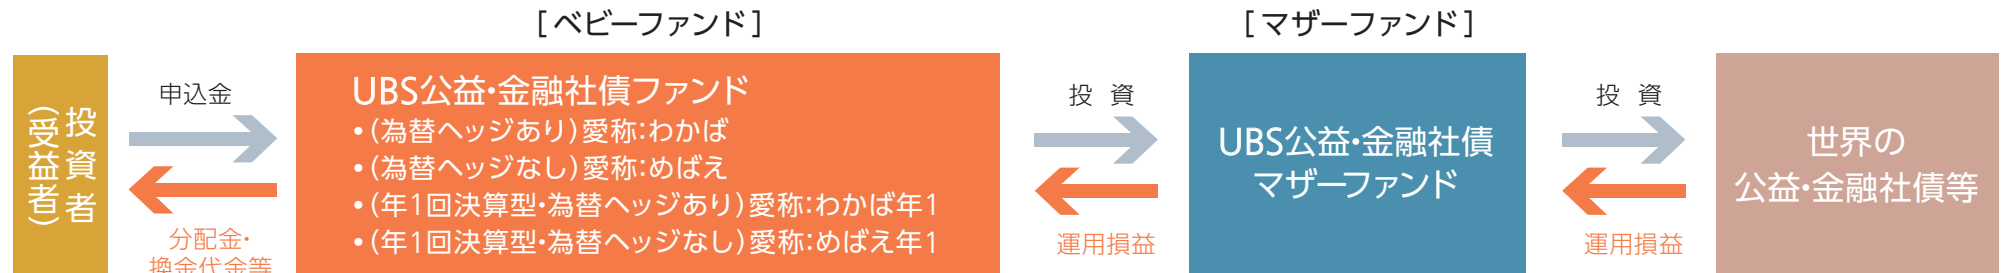 [ベビーファンド]
[マザーファンド]
投資者
(受益者)
申込金
分配金・
換金代金等
UBS公益・金融社債ファンド
•(為替ヘッジあり)愛称:わかば
•(為替ヘッジなし)愛称:めばえ
•(年1回決算型・為替ヘッジあり)愛称:わかば年1
•(年1回決算型・為替ヘッジなし)愛称:めばえ年1
投 資
運用損益
UBS公益・金融社債
マザーファンド
投 資
運用損益
世界の
公益・金融社債等